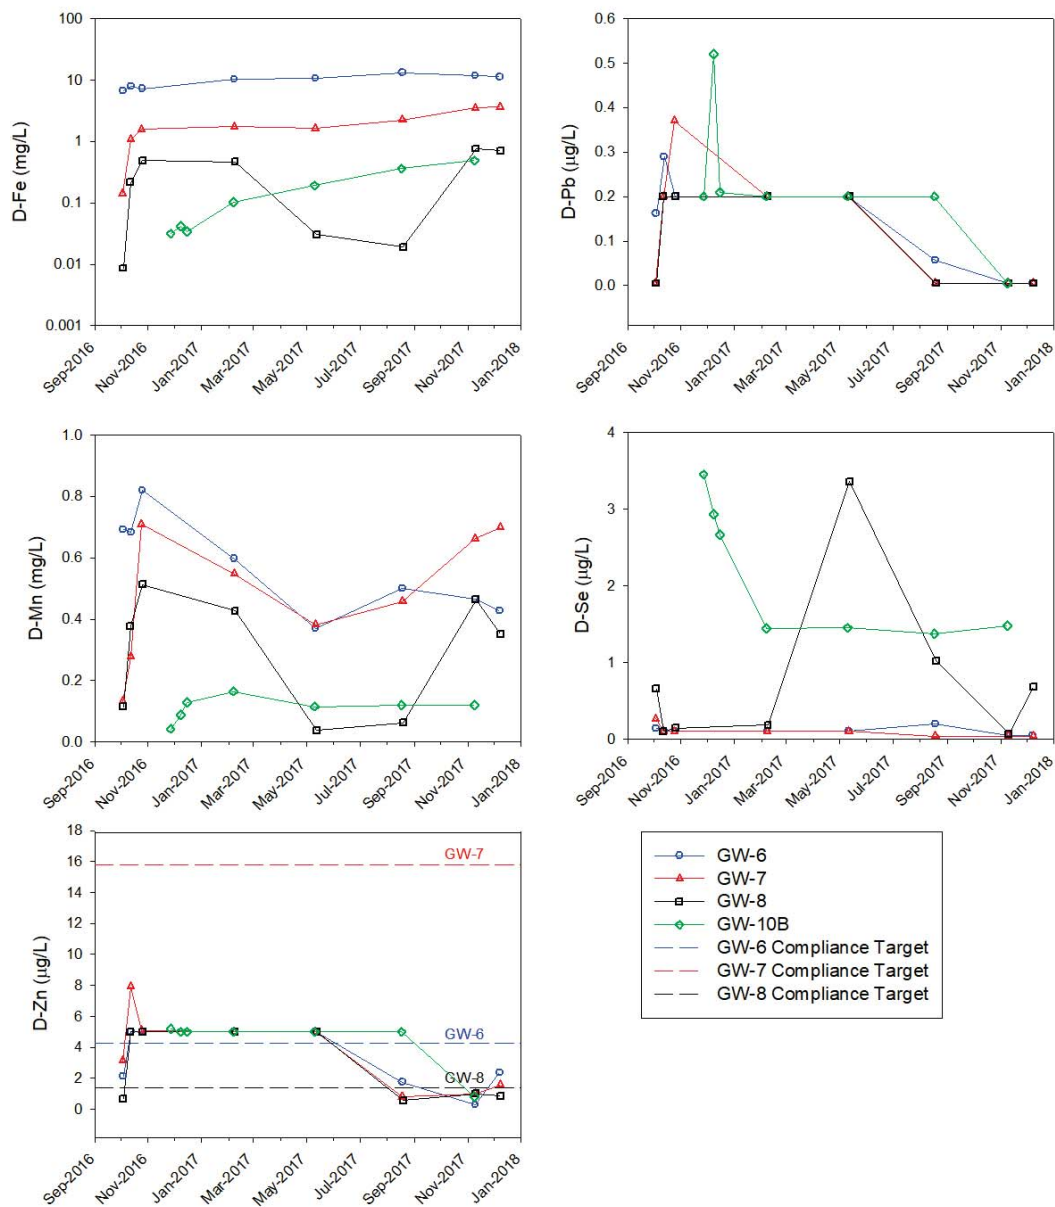 100
10
1
0.1
0.01
0.001
D-Fe (mg/L)
Sep-2016
Nov-2016
Jan-2017
Mar-2017
May-2017
Jul-2017
Sep-2017
Nov-2017
Jan-2018
0.6
0.5
0.4
0.3
0.2
0.1
0.0
D-Pb (µg/L)
Sep-2016
Nov-2016
Jan-2017
Mar-2017
May-2017
Jul-2017
Sep-2017
Nov-2017
Jan-2018
1.0
0.8
0.6
0.4
0.2
0.0
D-Mn (mg/L)
Sep-2016
Nov-2016
Jan-2017
Mar-2017
May-2017
Jul-2017
Sep-2017
Nov-2017
Jan-2018
4
3
2
1
0
D-Se (µg/L)
Sep-2016
Nov-2016
Jan-2017
Mar-2017
May-2017
Jul-2017
Sep-2017
Nov-2017
Jan-2018
18
16
14
12
10
8
6
4
2
0
D-Zn (µg/L)
GW-7
GW-6
GW-8
Sep-2016
Nov-2016
Jan-2017
Mar-2017
May-2017
Jul-2017
Sep-2017
Nov-2017
Jan-2018
GW-6
GW-7
GW-8
GW-10B
GW-6 Compliance Target
GW-7 Compliance Target
GW-8 Compliance Target